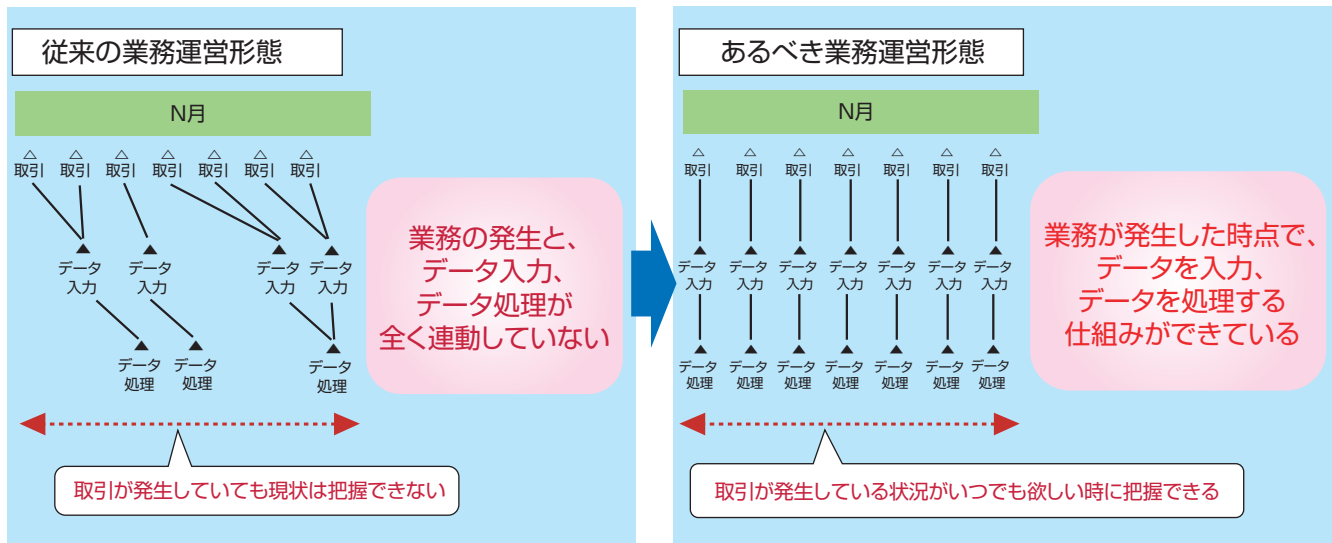 従来の業務運営形態
N月
△ △ △ △ △ △ △
取引 取引 取引 取引 取引 取引 取引
▲ ▲ ▲ ▲
データ データ データ データ
入力 入力 入力 入力
▲ ▲ ▲
データ データ データ
処理 処理 処理
業務の発生と、
データ入力、
データ処理が
全く連動していない
取引が発生していても現状は把握できない
あるべき業務運営形態
N月
△ △ △ △ △ △ △
取引 取引 取引 取引 取引 取引 取引
▲ ▲ ▲ ▲ ▲ ▲ ▲
データ データ データ データ データ データ データ
入力 入力 入力 入力 入力 入力 入力
▲ ▲ ▲ ▲ ▲ ▲ ▲
データ データ データ データ データ データ データ
処理 処理 処理 処理 処理 処理 処理
業務が発生した時点で、
データを入力、
データを処理する
仕組みができている
取引が発生している状況がいつでも欲しい時に把握できる